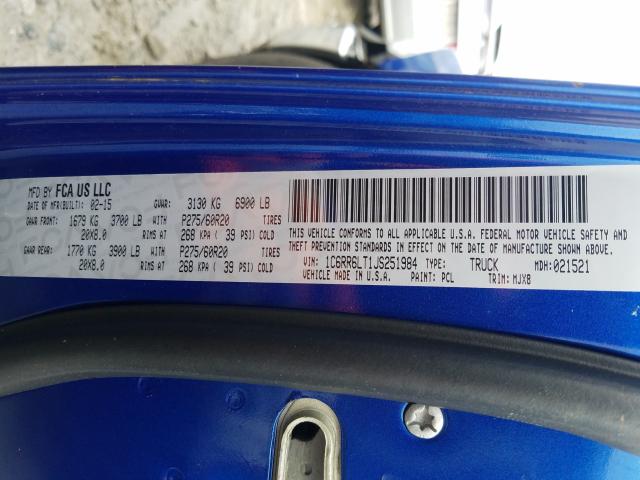 MFD BY FCA US LLC
DATE OF MFR(BUILT): 02-15 GVWR: 3130 KG 6900 LB
GAWR FRONT: 1679 KG 3700 LB WITH P275/60R20 TIRES
20X8.0 RIMS AT 268 KPA ( 39 PSI) COLD
GAWR REAR: 1770 KG 3900 LB WITH P275/60R20 TIRES
20X8.0 RIMS AT 268 KPA ( 39 PSI) COLD
THIS VEHICLE CONFORMS TO ALL APPLICABLE U.S.A. FEDERAL MOTOR VEHICLE SAFETY AND
THEFT PREVENTION STANDARDS IN EFFECT ON THE DATE OF MANUFACTURE SHOWN ABOVE.
VIN: 1C6RR6LT1JS251984 TYPE: TRUCK MDH:021521
VEHICLE MADE IN U.S.A. PAINT: PCL TRIM: MJX8